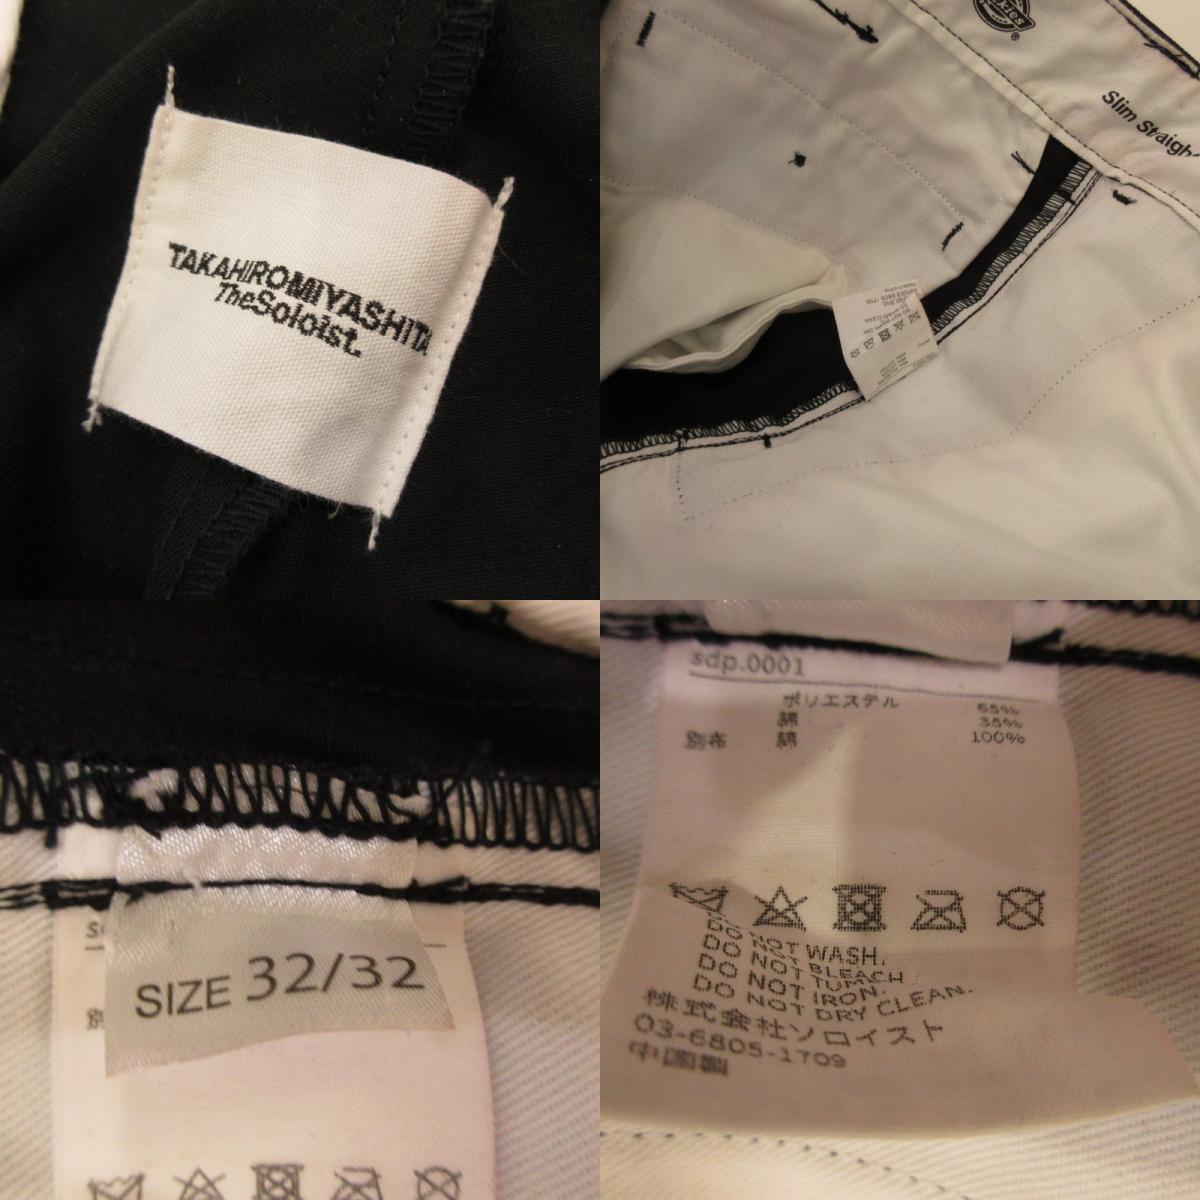 TAKAHIROMIYASHITA
TheSoloist.
®
Slim Straigh
SIZE 32/32
sdp.0001
ポリエステル 65%
綿 35%
別布 綿 100%
DO NOT WASH.
DO NOT BLEACH.
DO NOT TUMBLE
DO NOT IRON.
DO NOT DRY CLEAN.
株式会社ソロイスト
03-6805-1709
中国製